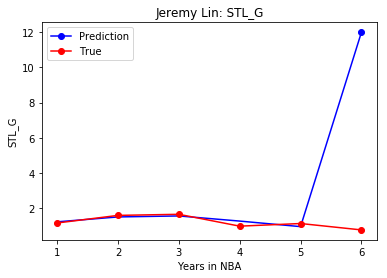 Jeremy Lin: STL_G
Prediction
True
12
10
8
6
4
2
STL_G
1 2 3 4 5 6
Years in NBA